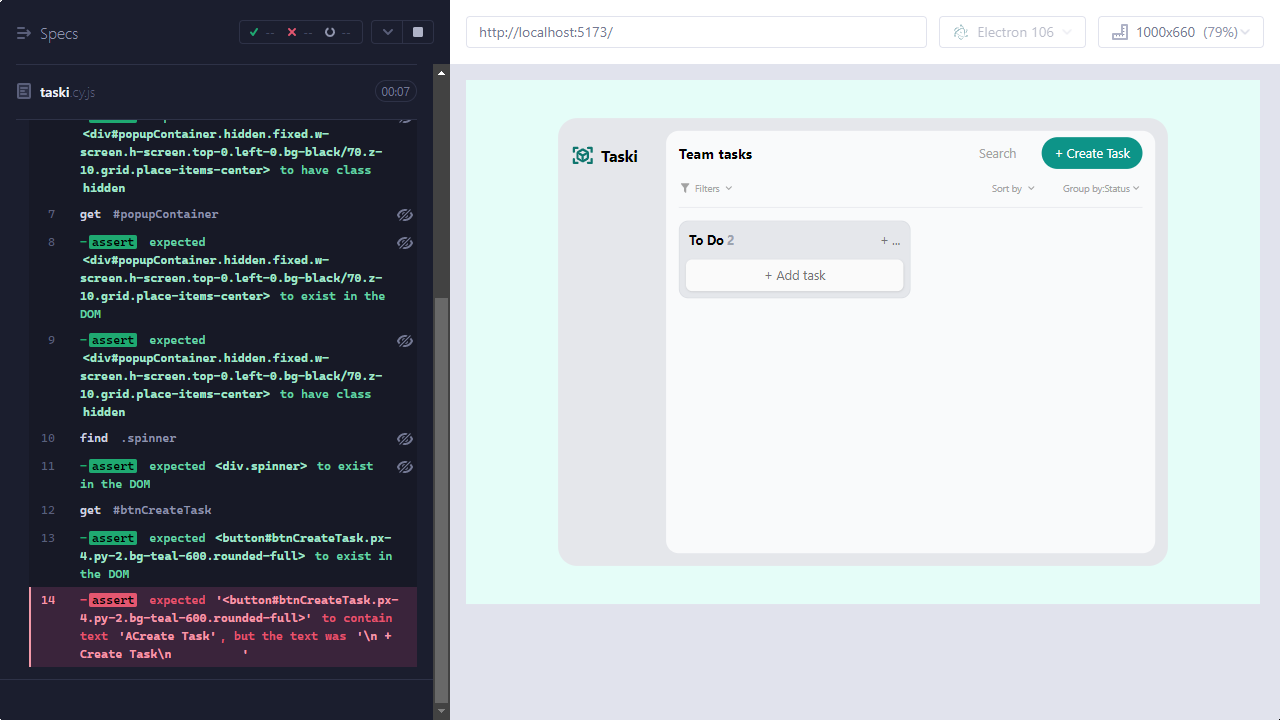 Specs
-- -- --
taski.cy.js
00:07
<div#popupContainer.hidden.fixed.w-
screen.h-screen.top-0.left-0.bg-black/70.z-
10.grid.place-items-center> to have class
hidden
7 get #popupContainer
8 -assert expected
<div#popupContainer.hidden.fixed.w-
screen.h-screen.top-0.left-0.bg-black/70.z-
10.grid.place-items-center> to exist in the
DOM
9 -assert expected
<div#popupContainer.hidden.fixed.w-
screen.h-screen.top-0.left-0.bg-black/70.z-
10.grid.place-items-center> to have class
hidden
10 find .spinner
11 -assert expected <div.spinner> to exist
in the DOM
12 get #btnCreateTask
13 -assert expected <button#btnCreateTask.px-
4.py-2.bg-teal-600.rounded-full> to exist in
the DOM
14 -assert expected '<button#btnCreateTask.px-
4.py-2.bg-teal-600.rounded-full>' to contain
text 'ACreate Task', but the text was '\n +
Create Task\n '
http://localhost:5173/
Electron 106
1000x660 (79%)
Taski
Team tasks
Search
+ Create Task
Filters
Sort by
Group by:Status
To Do 2
+ ...
+ Add task